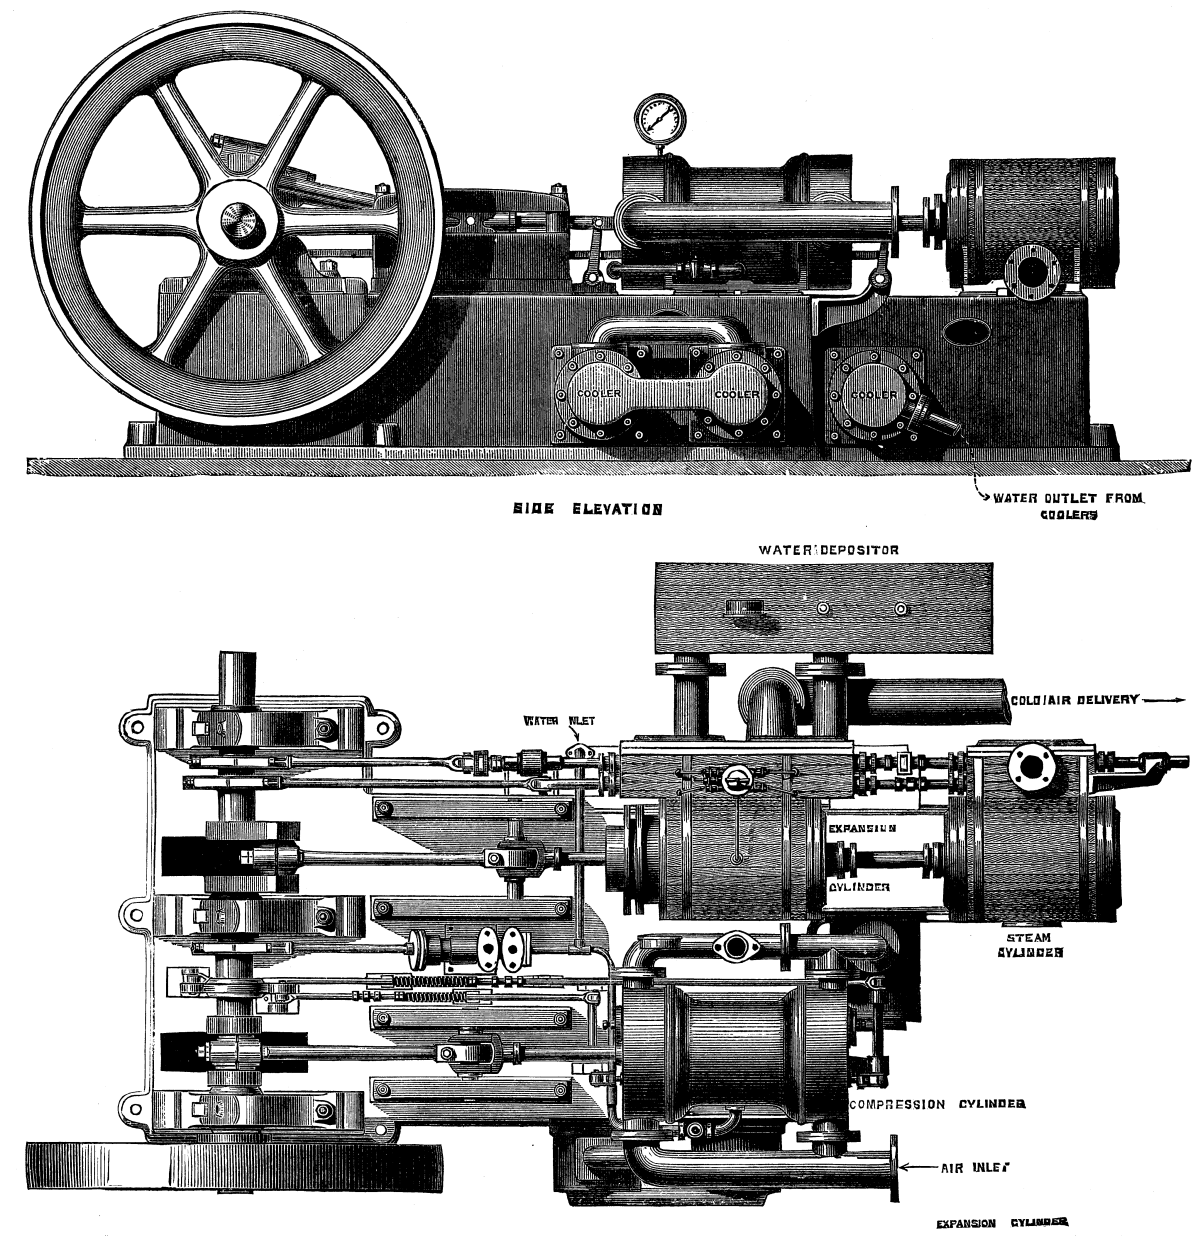 COOLER
COOLER
COOLER
WATER OUTLET FROM
COOLERS
SIDE ELEVATION
WATER DEPOSITOR
COLD AIR DELIVERY
WATER INLET
EXPANSION
CYLINDER
STEAM
CYLINDER
COMPRESSION CYLINDER
AIR INLET
EXPANSION CYLINDER